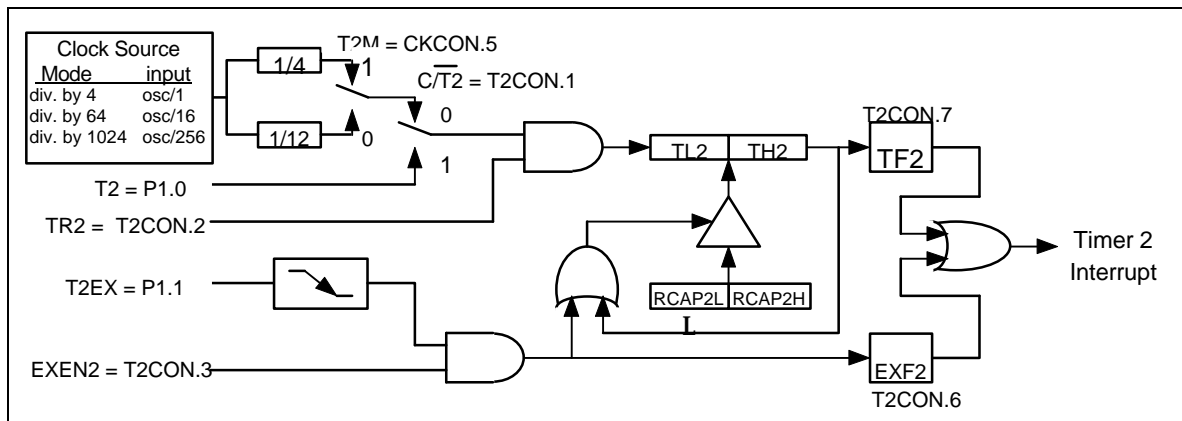 Clock Source
Mode input
div. by 4 osc/1
div. by 64 osc/16
div. by 1024 osc/256
1/4
1/12
T2M = CKCON.5
1
0
C/T2 = T2CON.1
0
1
T2 = P1.0
TR2 = T2CON.2
T2EX = P1.1
EXEN2 = T2CON.3
TL2 TH2
RCAP2L RCAP2H
L
T2CON.7
TF2
EXF2
T2CON.6
Timer 2
Interrupt